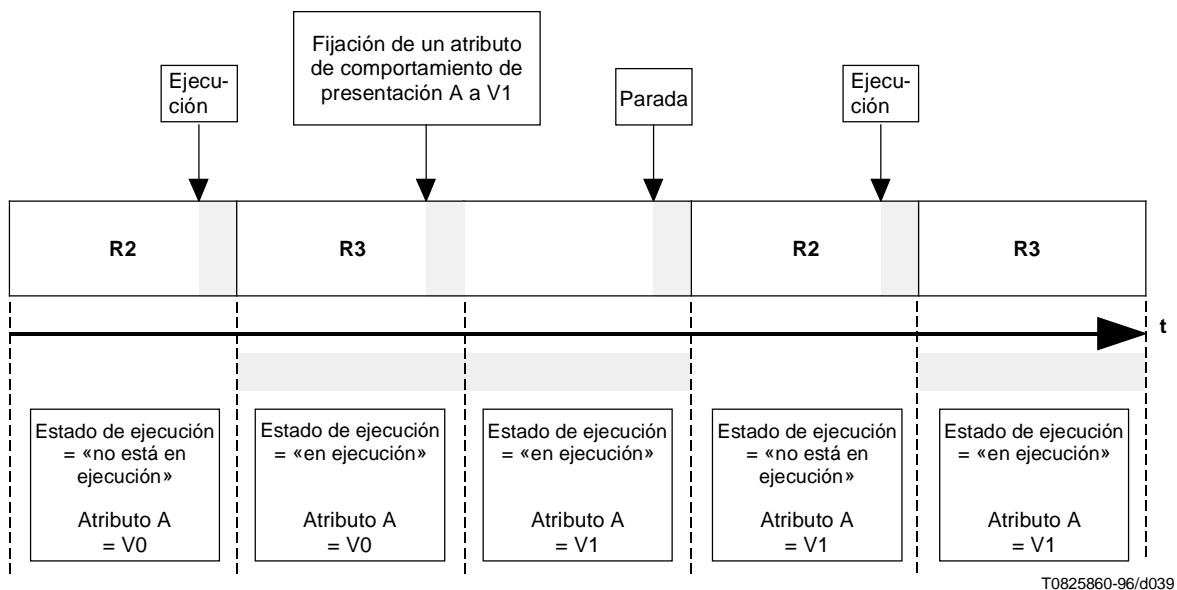 Ejecu-
ción
Fijación de un atributo
de comportamiento de
presentación A a V1
Parada
Ejecu-
ción
R2
R3
R2
R3
t
Estado de ejecución
= «no está en
ejecución»
Atributo A
= V0
Estado de ejecución
= «en ejecución»
Atributo A
= V0
Estado de ejecución
= «en ejecución»
Atributo A
= V1
Estado de ejecución
= «no está en
ejecución»
Atributo A
= V1
Estado de ejecución
= «en ejecución»
Atributo A
= V1
T0825860-96/d039